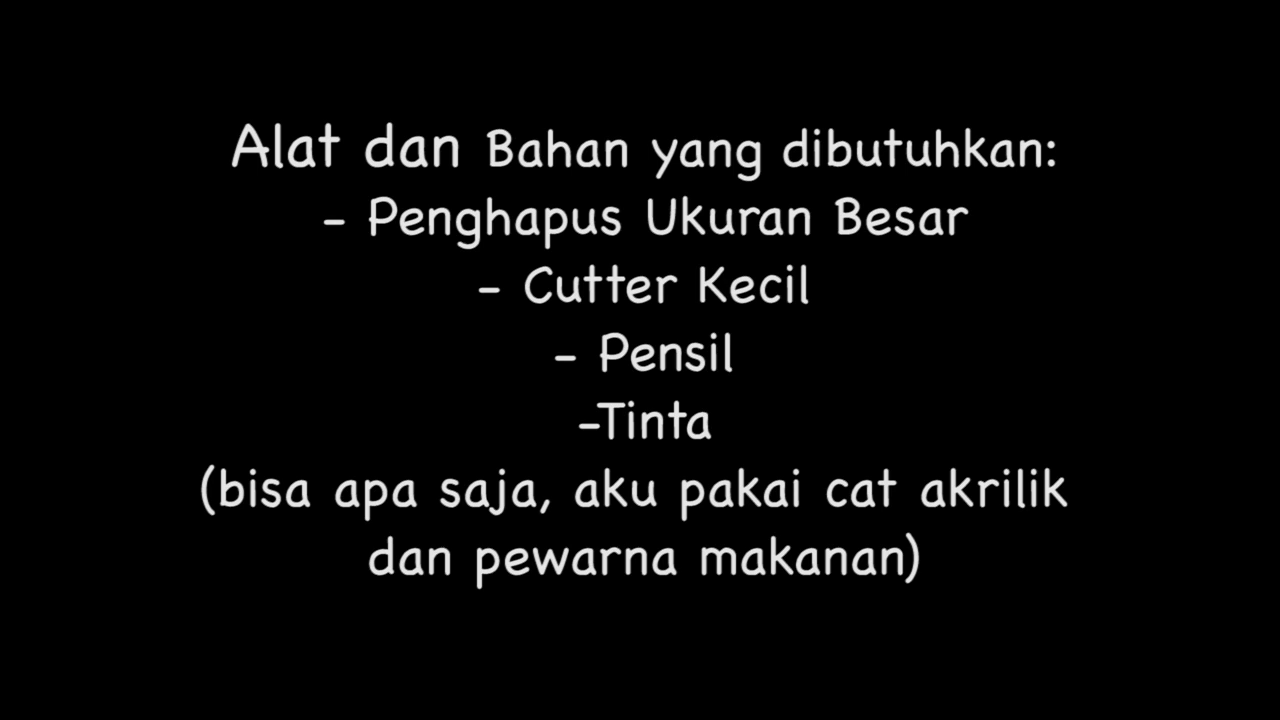 Alat dan Bahan yang dibutuhkan:
- Penghapus Ukuran Besar
- Cutter Kecil
- Pensil
-Tinta
(bisa apa saja, aku pakai cat akrilik
dan pewarna makanan)